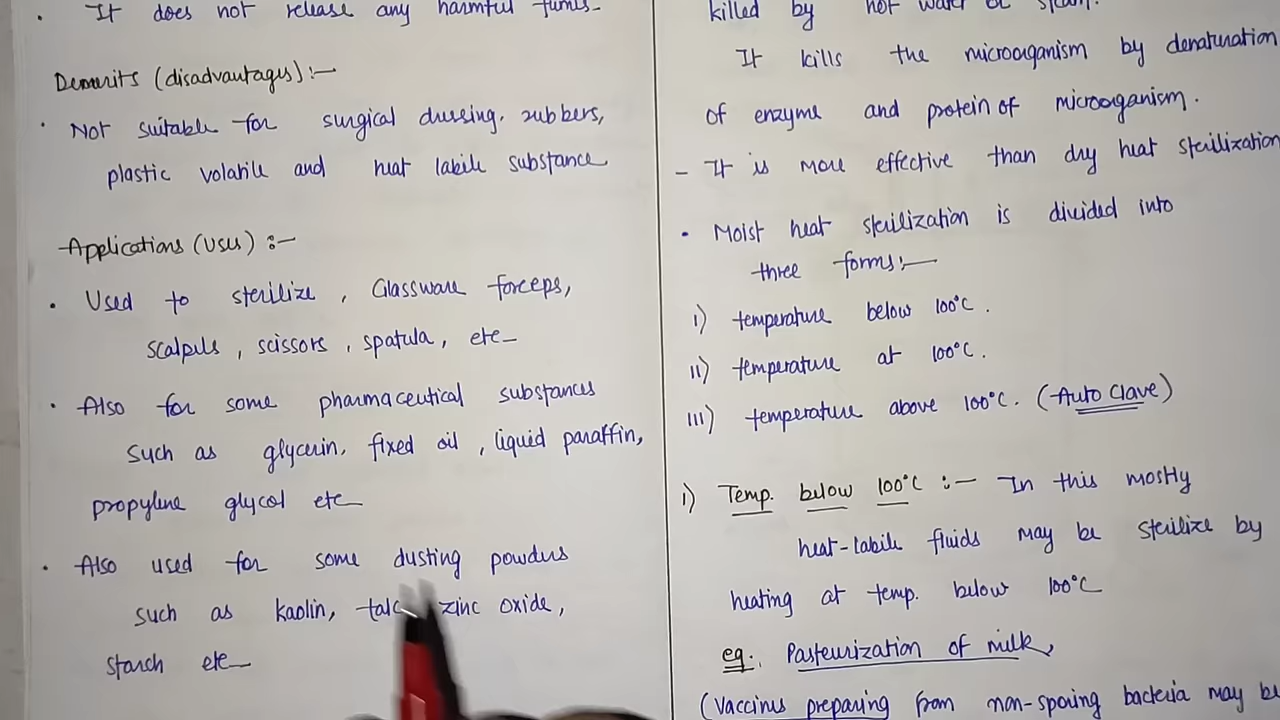 . It does not release any harmful fumes-
Demerits (disadvantages) :-
. Not suitable for surgical dressing. rubbers,
plastic volatile and heat labile substance
Applications (uses) :-
. Used to sterilize , Glassware forceps,
scalpels , scissors , spatula , etc-
. Also for some pharmaceutical substances
such as glycerin, fixed oil , liquid paraffin,
propylene glycol etc-
. Also used for some dusting powders
such as kaolin, talc zinc oxide,
starch etc-
killed by hot water or steam.
It kills the microorganism by denaturation
of enzyme and protein of microorganism.
- It is more effective than dry heat sterilization
. Moist heat sterilization is divided into
three forms:-
i) temperature below 100°C.
ii) temperature at 100°C.
iii) temperature above 100°C. (Auto clave)
i) Temp. below 100°C :- In this mostly
heat-labile fluids may be sterilize by
heating at temp. below 100°C
eg:. Pasteurization of milk,
(Vaccines preparing from non-sporing bacteria may be